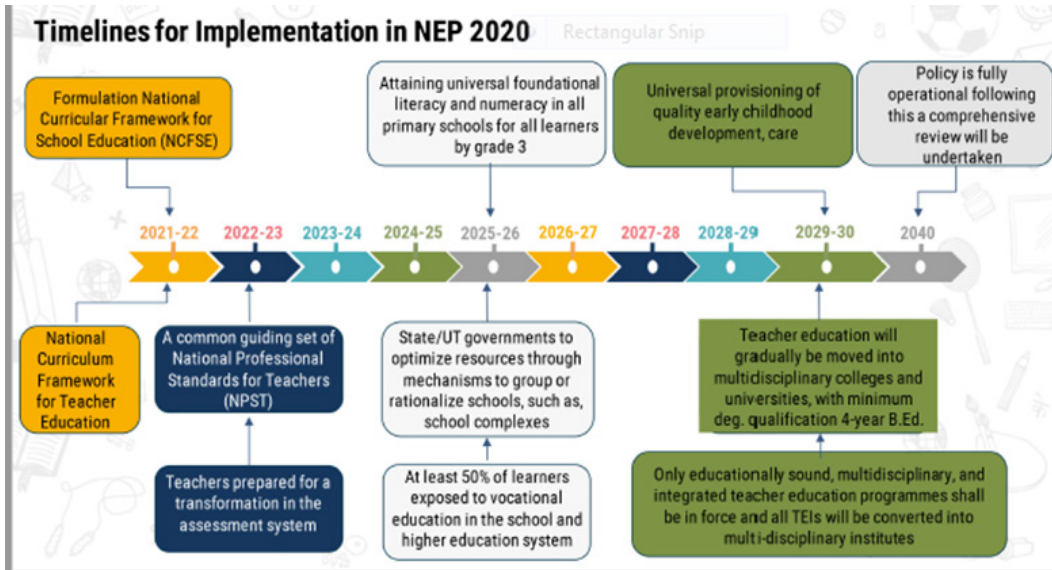 Timelines for Implementation in NEP 2020
Rectangular Snip
Formulation National
Curricular Framework for
School Education (NCFSE)
Attaining universal foundational
literacy and numeracy in all
primary schools for all learners
by grade 3
Universal provisioning of
quality early childhood
development, care
Policy is fully
operational following
this a comprehensive
review will be
undertaken
2021-22
2022-23
2023-24
2024-25
2025-26
2026-27
2027-28
2028-29
2029-30
2040
National
Curriculum
Framework
for Teacher
Education
A common guiding set of
National Professional
Standards for Teachers
(NPST)
State/UT governments to
optimize resources through
mechanisms to group or
rationalize schools, such as,
school complexes
Teacher education will
gradually be moved into
multidisciplinary colleges and
universities, with minimum
deg. qualification 4-year B.Ed.
Teachers prepared for a
transformation in the
assessment system
At least 50% of learners
exposed to vocational
education in the school and
higher education system
Only educationally sound, multidisciplinary, and
integrated teacher education programmes shall
be in force and all TEIs will be converted into
multi-disciplinary institutes